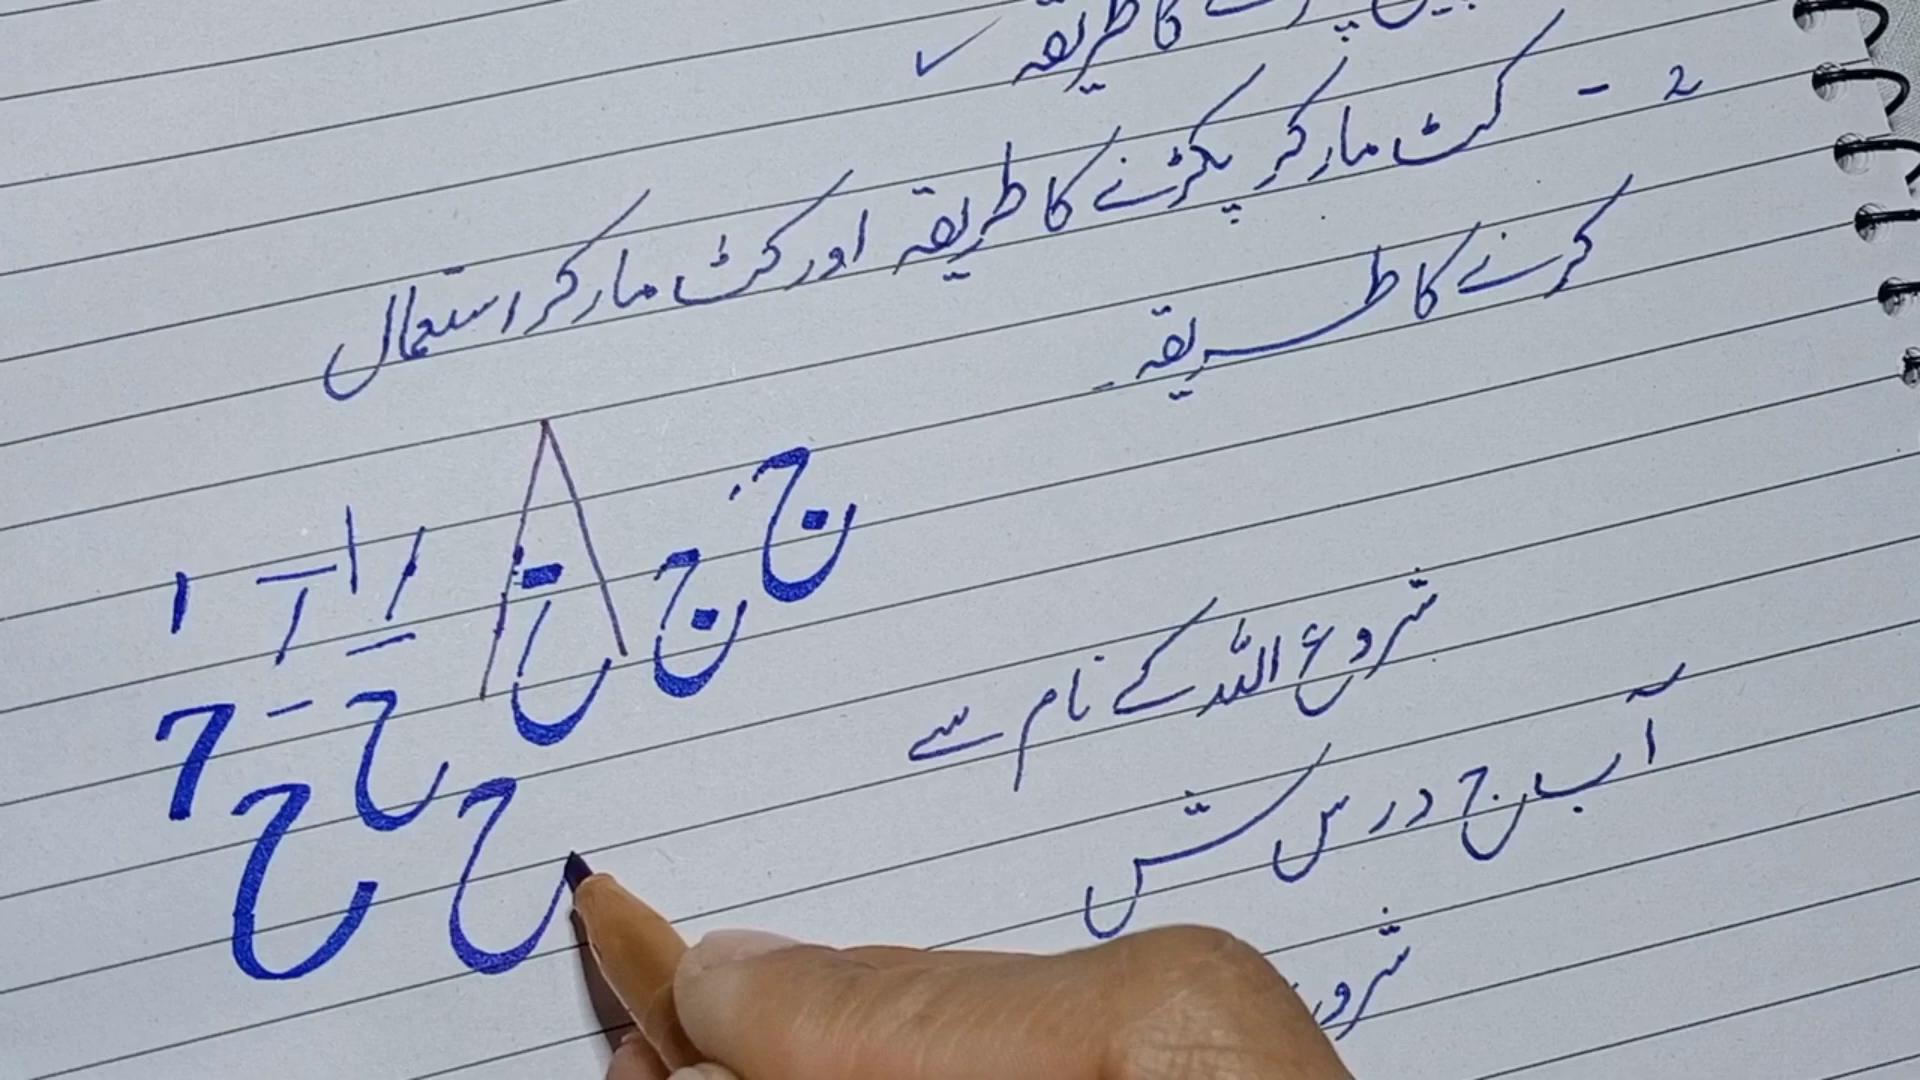 کا طریقہ ✓
2 - کٹ مار کر پکڑنے کا طریقہ اور کٹ مار کر استعمال
کرنے کا طریقہ ـ
ج
ج
شروع اللہ کے نام سے
ح
آ ب ج د ر س ش
ح ح
شرو